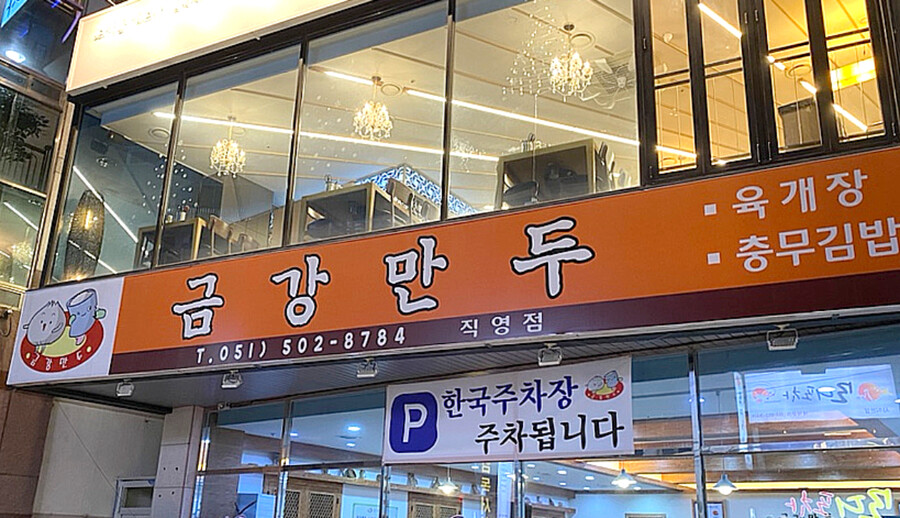 금강만두
육개장
충무김밥
금강만두
T.051) 502-8784
직영점
P
한국주차장
주차됩니다